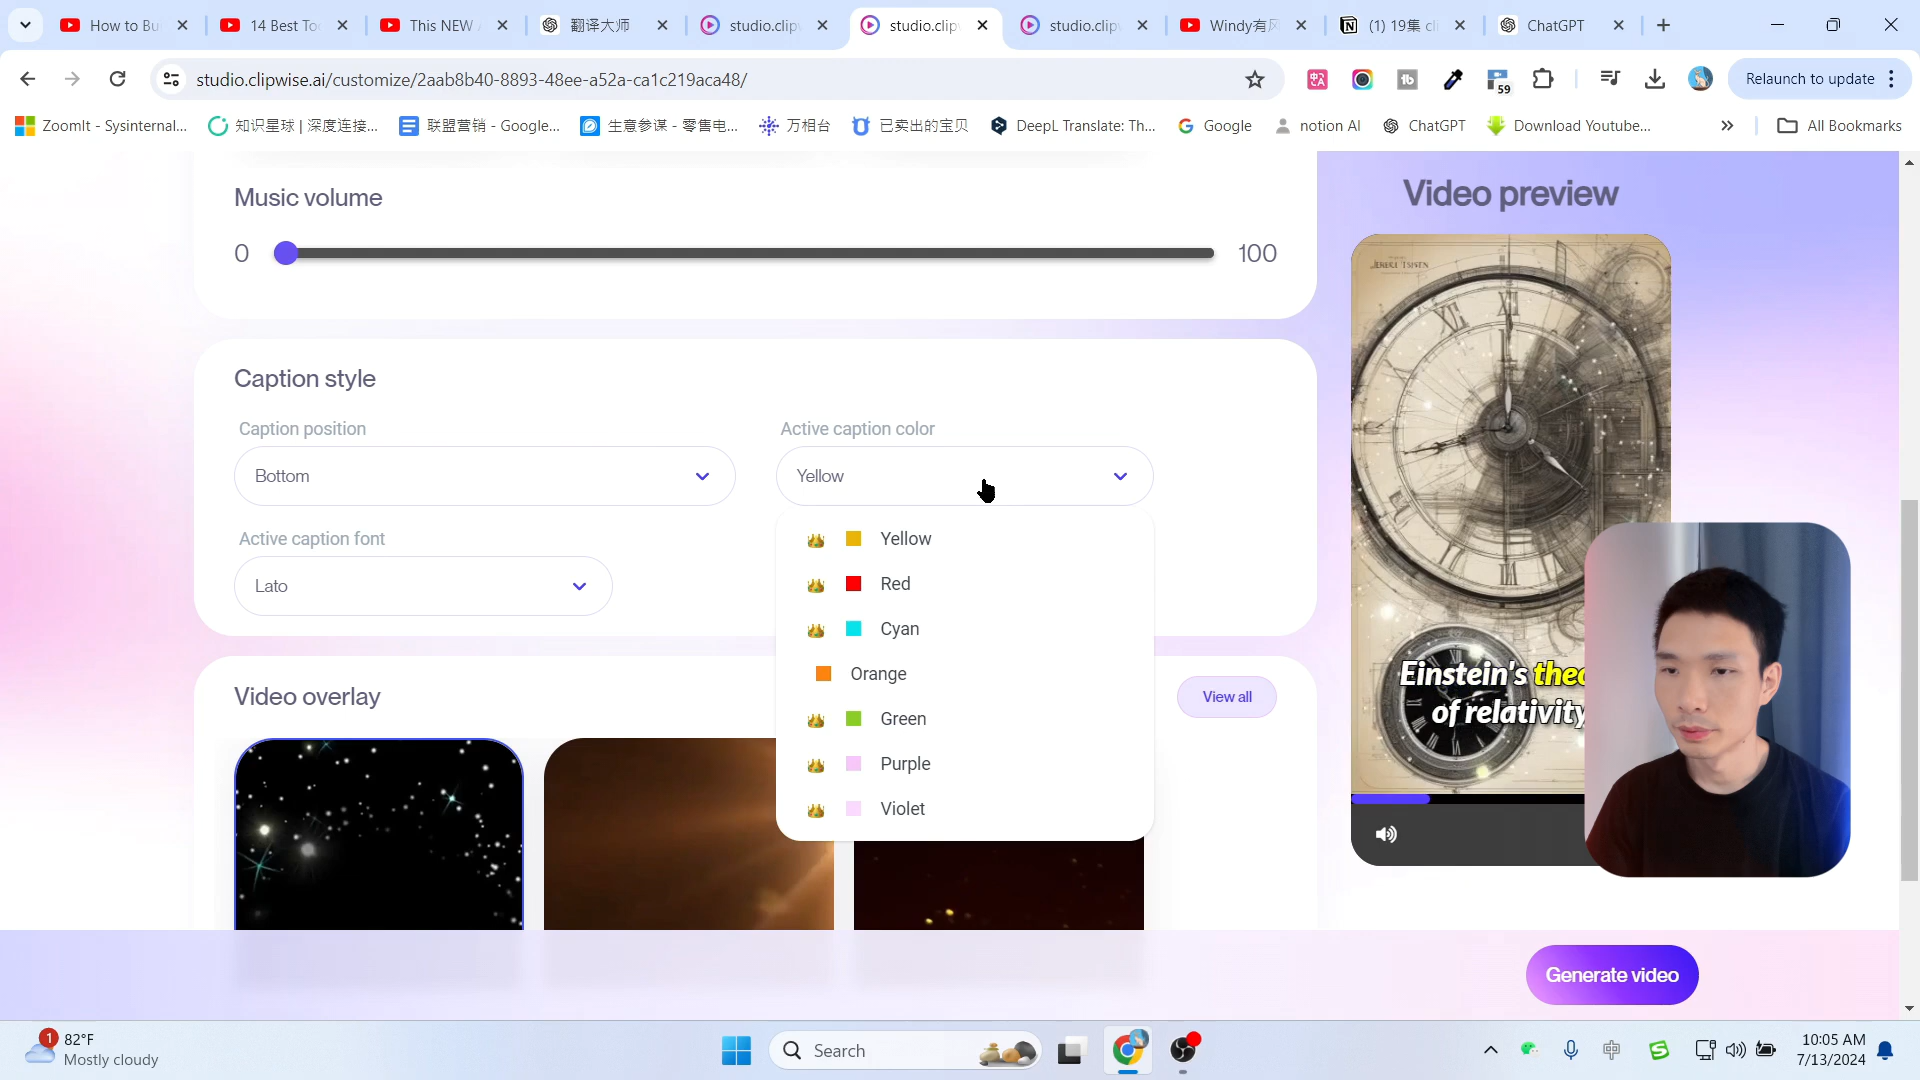 How to Bu
14 Best To
This NEW
翻译大师
studio.clip
studio.clip
studio.clip
Windy有
(1) 19集 cl
ChatGPT
studio.clipwise.ai/customize/2aab8b40-8893-48ee-a52a-ca1c219aca48/
59
Relaunch to update
ZoomIt - Sysinternal...
知识星球 | 深度连接...
联盟营销 - Google...
生意参谋 - 零售电...
万相台
已卖出的宝贝
DeepL Translate: Th...
Google
notion AI
ChatGPT
Download Youtube...
All Bookmarks
Music volume
0
100
Caption style
Caption position
Bottom
Active caption color
Yellow
Active caption font
Lato
Yellow
Red
Cyan
Orange
Green
Purple
Violet
Video overlay
View all
Video preview
Einstein's
of relativity
Generate video
1
82°F
Mostly cloudy
Search
中
10:05 AM
7/13/2024